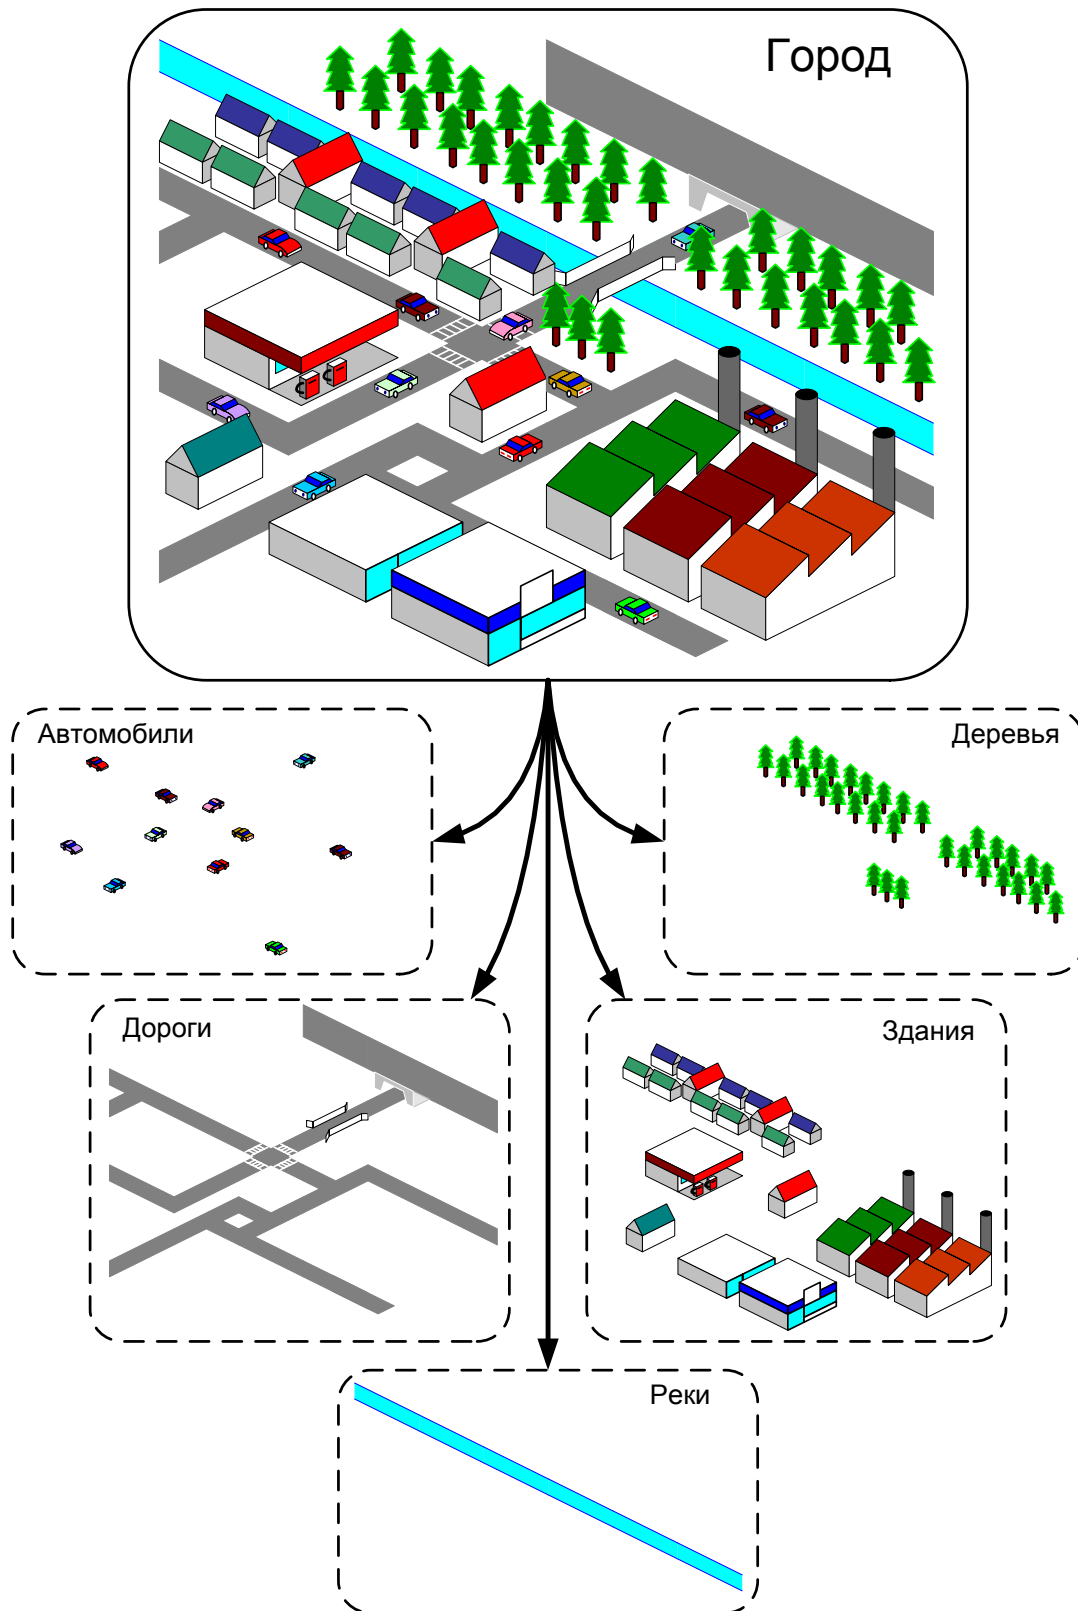 Город
Автомобили
Деревья
Дороги
Здания
Реки